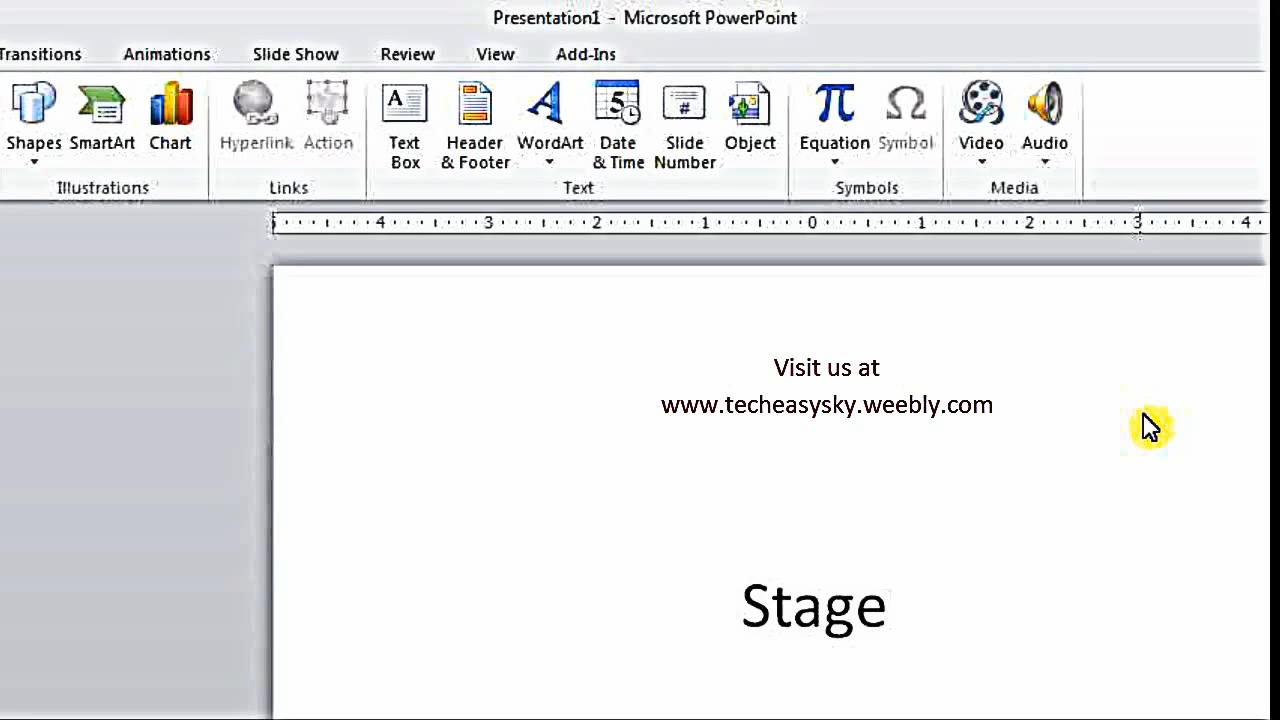 Presentation1 - Microsoft PowerPoint
Transitions Animations Slide Show Review View Add-Ins
Shapes SmartArt Chart Hyperlink Action Text Box Header & Footer WordArt Date & Time Slide Number Object Equation Symbol Video Audio
Illustrations Links Text Symbols Media
5 4 3 2 1 0 1 2 3 4
Visit us at
www.techeasysky.weebly.com
Stage